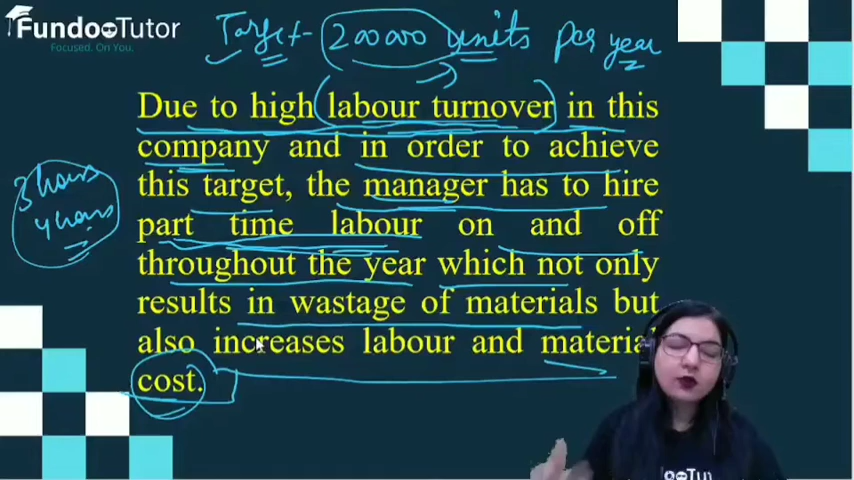 FundooTutor
Focused. On You.
Target - 200000 units per year
Due to high labour turnover in this
company and in order to achieve
this target, the manager has to hire
part time labour on and off
throughout the year which not only
results in wastage of materials but
also increases labour and material
cost.
3 hours
4 hours